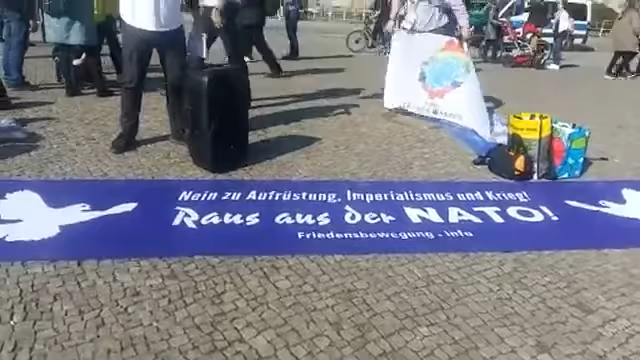 Nein zu Aufrüstung, Imperialismus und Krieg!
Raus aus der NATO!
Friedensbewegung.info